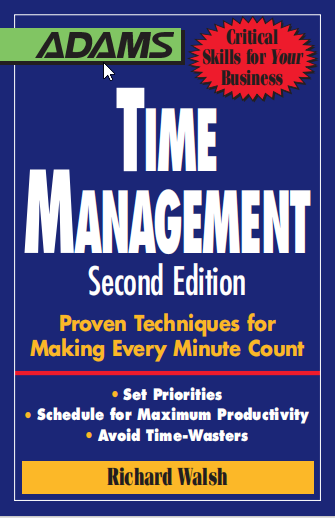 ADAMS
Critical
Skills for Your
Business
TIME
MANAGEMENT
Second Edition
Proven Techniques for
Making Every Minute Count
• Set Priorities
• Schedule for Maximum Productivity
• Avoid Time-Wasters
Richard Walsh